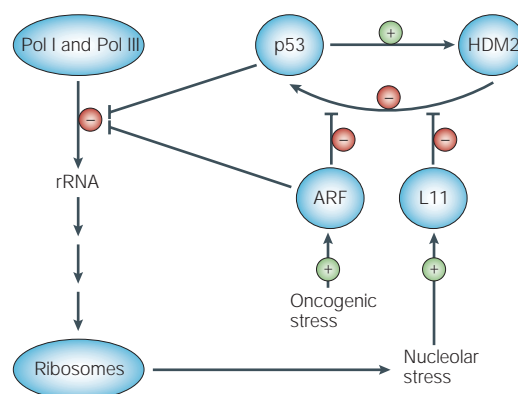 Pol I and Pol III
p53
+
HDM2
−
−
−
−
rRNA
ARF
L11
+
+
Oncogenic
stress
Ribosomes
Nucleolar
stress